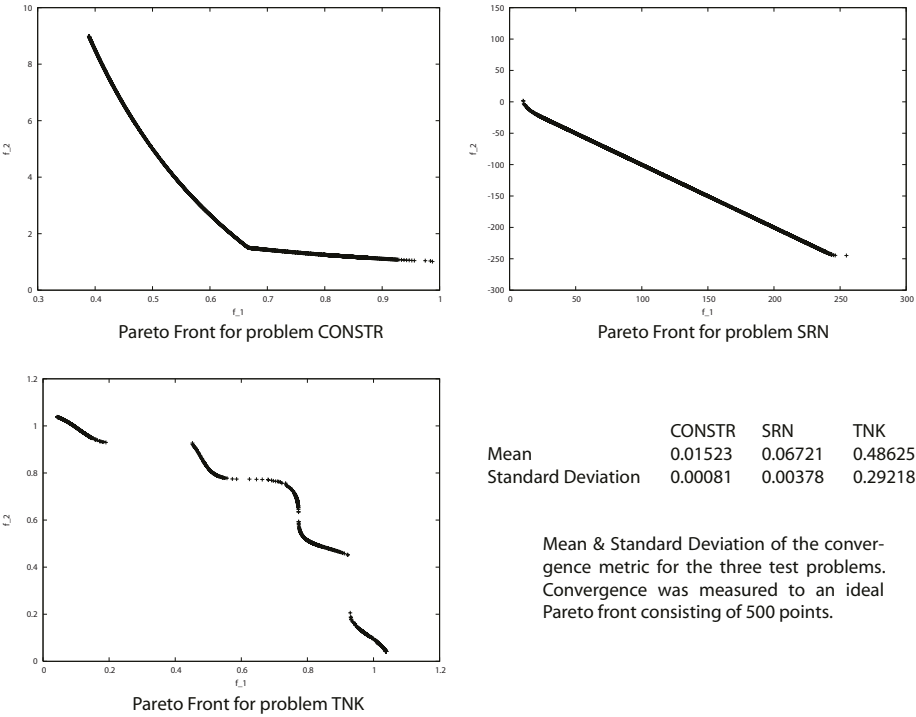 10
8
6
4
2
0
0.3 0.4 0.5 0.6 0.7 0.8 0.9 1
f_2
f_1
Pareto Front for problem CONSTR
150
100
50
0
-50
-100
-150
-200
-250
-300
0 50 100 150 200 250 300
f_2
f_1
Pareto Front for problem SRN
1.2
1
0.8
0.6
0.4
0.2
0
0 0.2 0.4 0.6 0.8 1 1.2
f_2
f_1
Pareto Front for problem TNK
CONSTR SRN TNK
Mean 0.01523 0.06721 0.48625
Standard Deviation 0.00081 0.00378 0.29218
Mean & Standard Deviation of the conver-
gence metric for the three test problems.
Convergence was measured to an ideal
Pareto front consisting of 500 points.